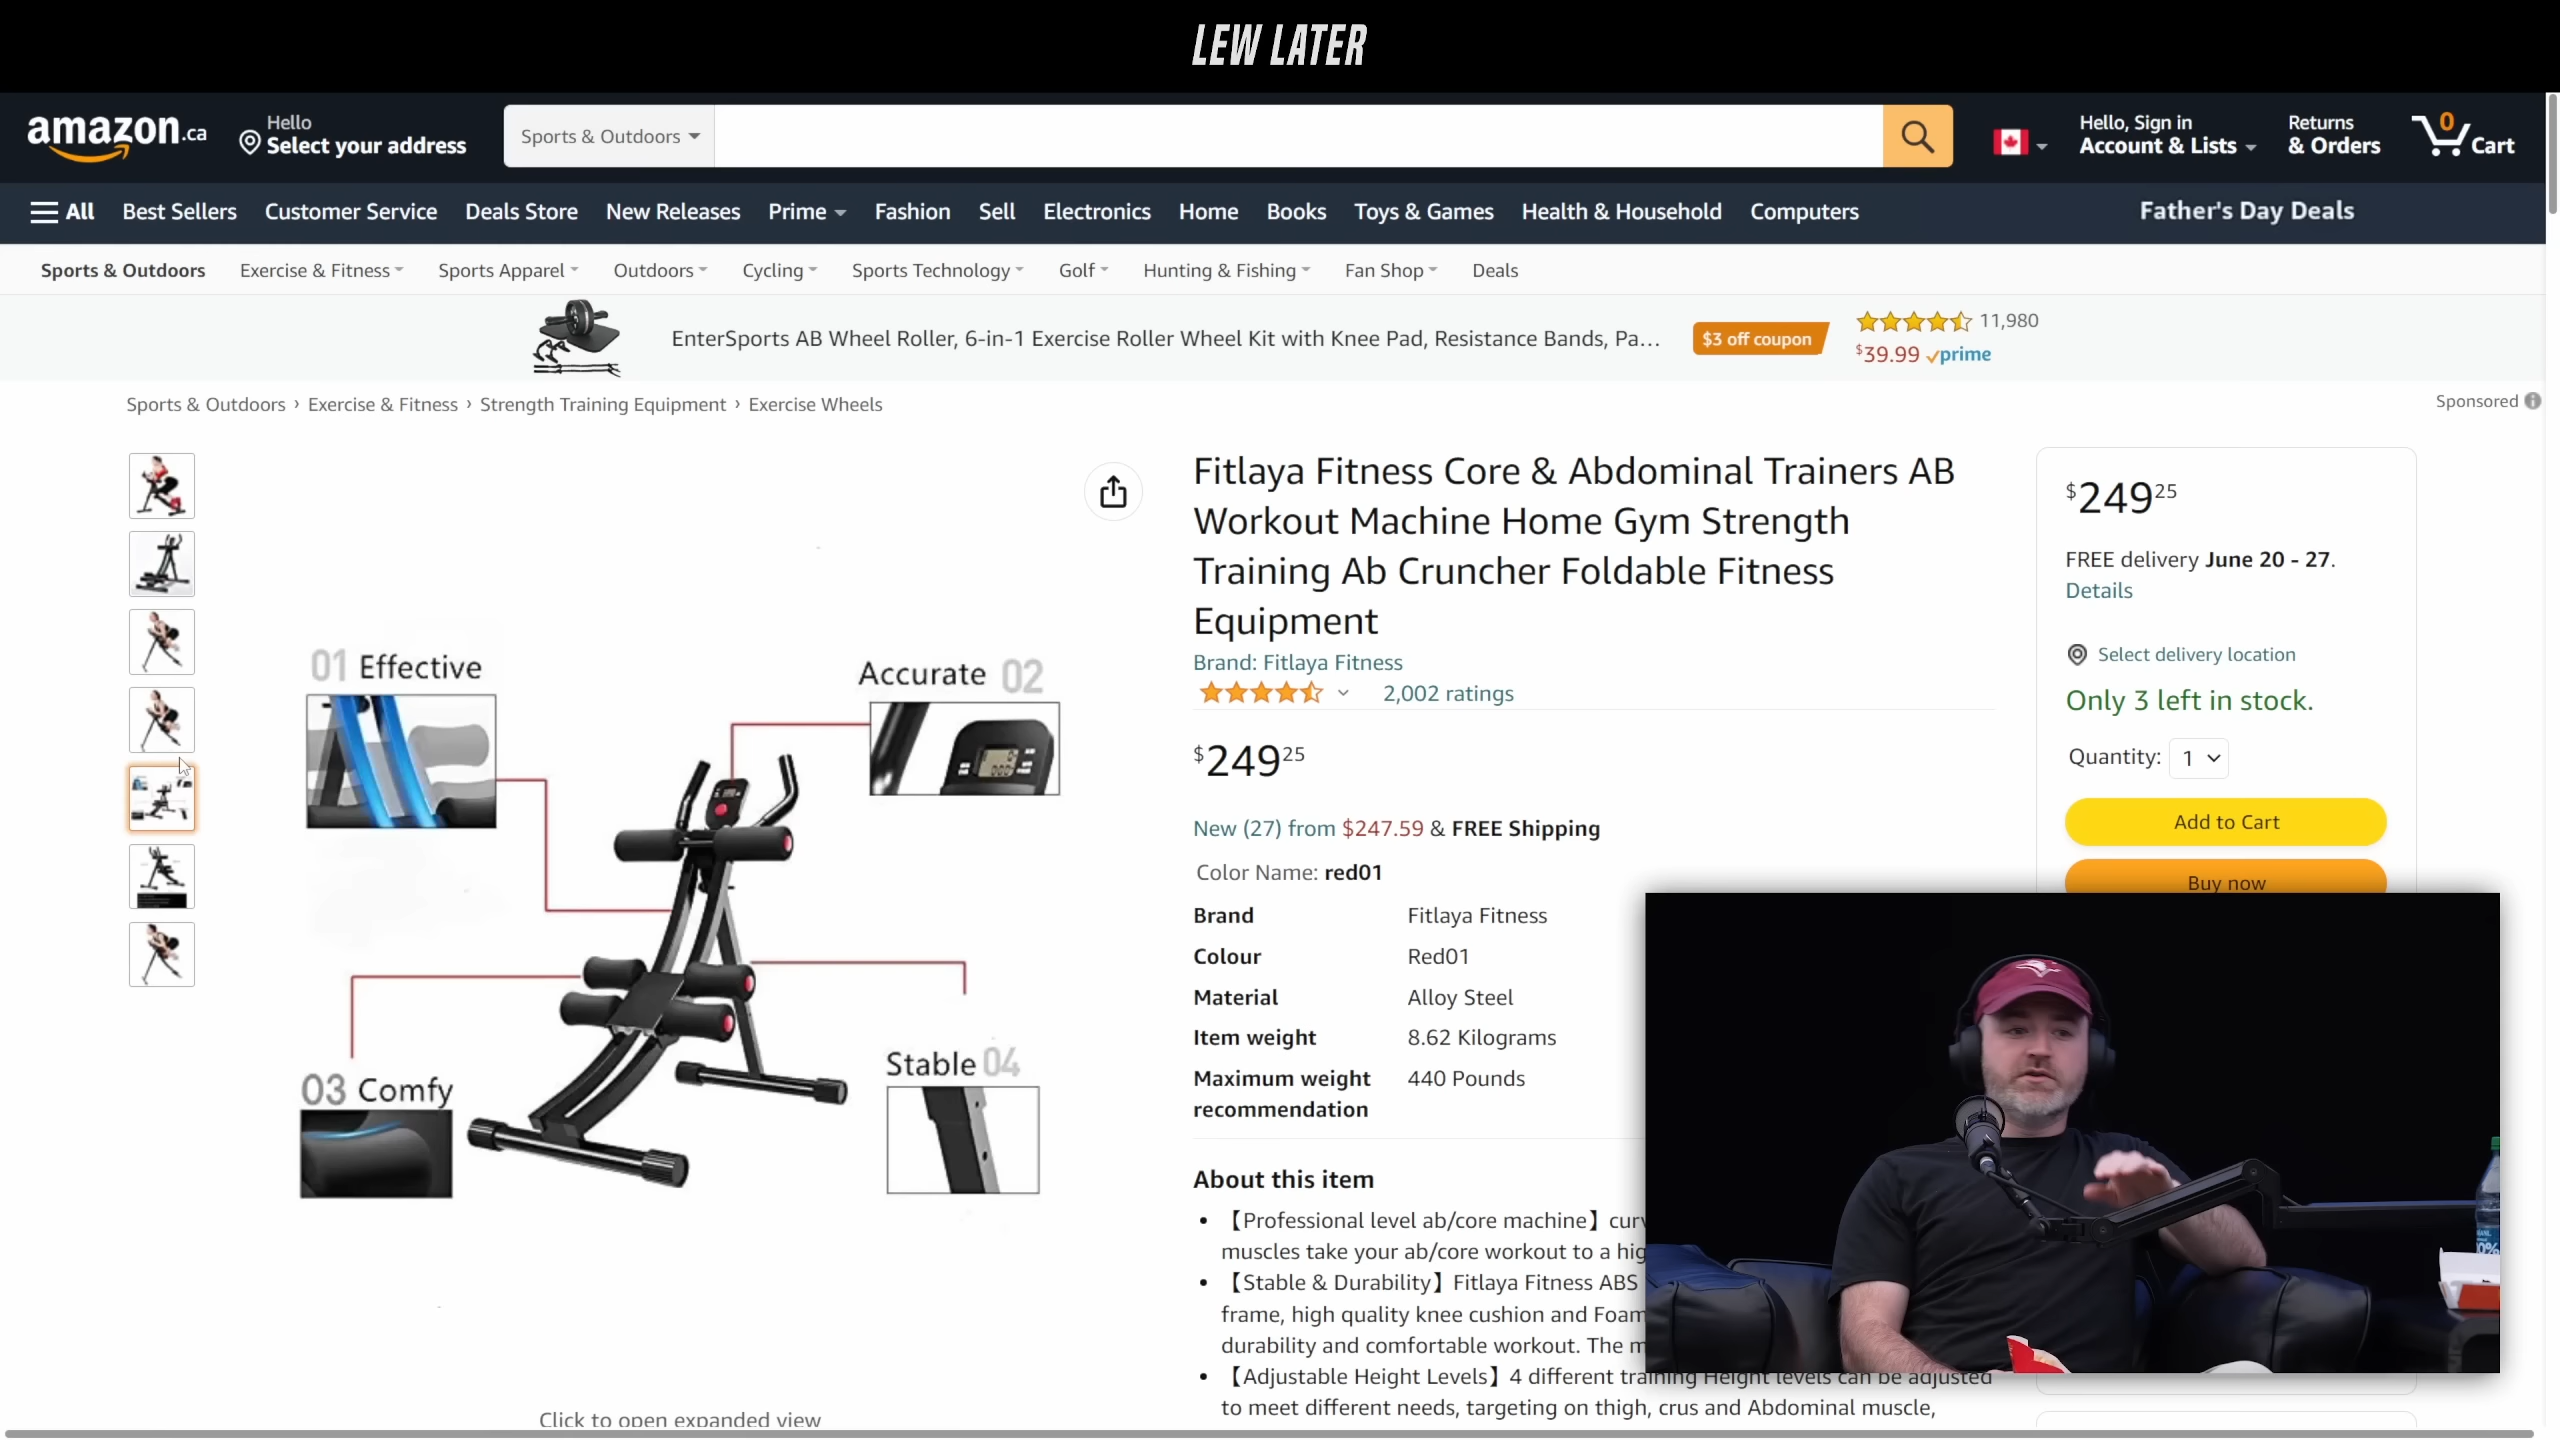 LEW LATER
amazon.ca
Hello
Select your address
Sports & Outdoors
Hello, Sign in
Account & Lists
Returns
& Orders
0
Cart
All
Best Sellers
Customer Service
Deals Store
New Releases
Prime
Fashion
Sell
Electronics
Home
Books
Toys & Games
Health & Household
Computers
Father's Day Deals
Sports & Outdoors
Exercise & Fitness
Sports Apparel
Outdoors
Cycling
Sports Technology
Golf
Hunting & Fishing
Fan Shop
Deals
EnterSports AB Wheel Roller, 6-in-1 Exercise Roller Wheel Kit with Knee Pad, Resistance Bands, Pa...
$3 off coupon
11,980
$39.99 prime
Sports & Outdoors › Exercise & Fitness › Strength Training Equipment › Exercise Wheels
Sponsored
01 Effective
Accurate 02
03 Comfy
Stable 04
Click to open expanded view
Fitlaya Fitness Core & Abdominal Trainers AB
Workout Machine Home Gym Strength
Training Ab Cruncher Foldable Fitness
Equipment
Brand: Fitlaya Fitness
2,002 ratings
$249 25
New (27) from $247.59 & FREE Shipping
Color Name: red01
Brand Fitlaya Fitness
Colour Red01
Material Alloy Steel
Item weight 8.62 Kilograms
Maximum weight 440 Pounds
recommendation
About this item
• 【Professional level ab/core machine】 curv
muscles take your ab/core workout to a hig
• 【Stable & Durability】 Fitlaya Fitness ABS
frame, high quality knee cushion and Foam
durability and comfortable workout. The m
• 【Adjustable Height Levels】 4 different training Height levels can be adjusted
to meet different needs, targeting on thigh, crus and Abdominal muscle,
$249 25
FREE delivery June 20 - 27.
Details
Select delivery location
Only 3 left in stock.
Quantity: 1
Add to Cart
Buy now